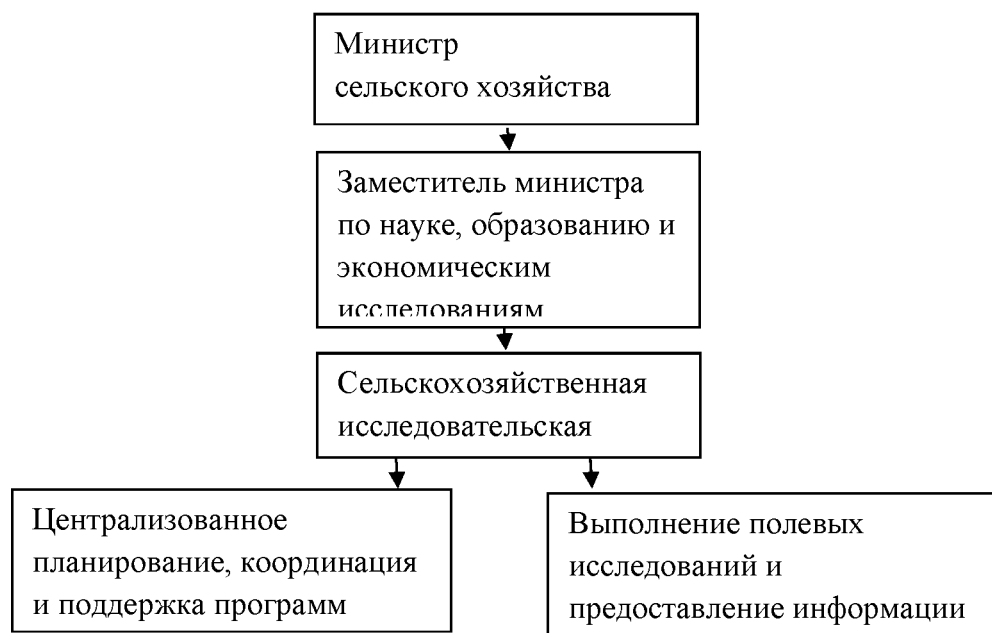 Министр
сельского хозяйства
Заместитель министра
по науке, образованию и
экономическим
исследованиям
Сельскохозяйственная
исследовательская
Централизованное
планирование, координация
и поддержка программ
Выполнение полевых
исследований и
предоставление информации